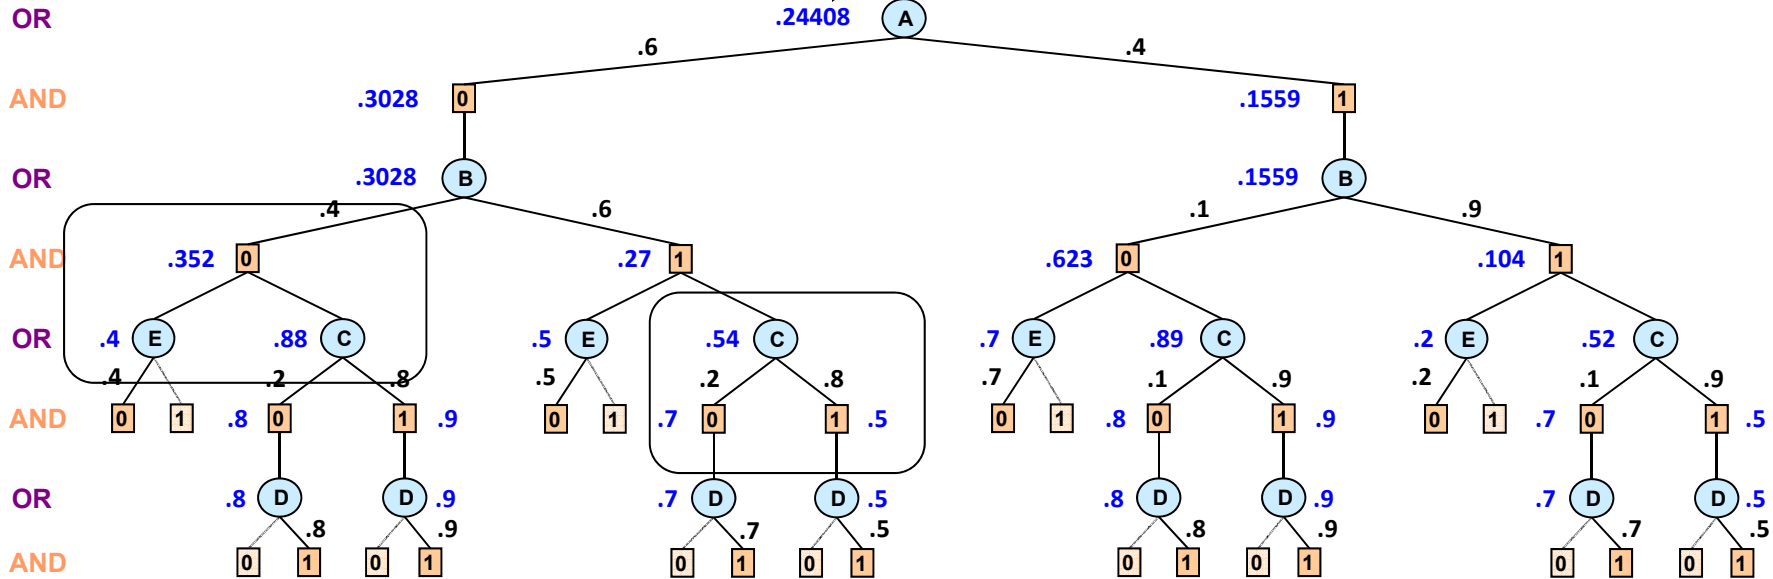 OR .24408 A
.6 .4
AND .3028 0 .1559 1
OR .3028 B .1559 B
.4 .6 .1 .9
AND .352 0 .27 1 .623 0 .104 1
OR .4 E .88 C .5 E .54 C .7 E .89 C .2 E .52 C
.4 .2 .8 .5 .2 .8 .7 .1 .9 .2 .1 .9
AND 0 1 .8 0 1 .9 0 1 .7 0 1 .5 0 1 .8 0 1 .9 0 1 .7 0 1 .5
OR .8 D D .9 .7 D D .5 .8 D D .9 .7 D D .5
.8 .9 .7 .5 .8 .9 .7 .5
AND 0 1 0 1 0 1 0 1 0 1 0 1 0 1 0 1